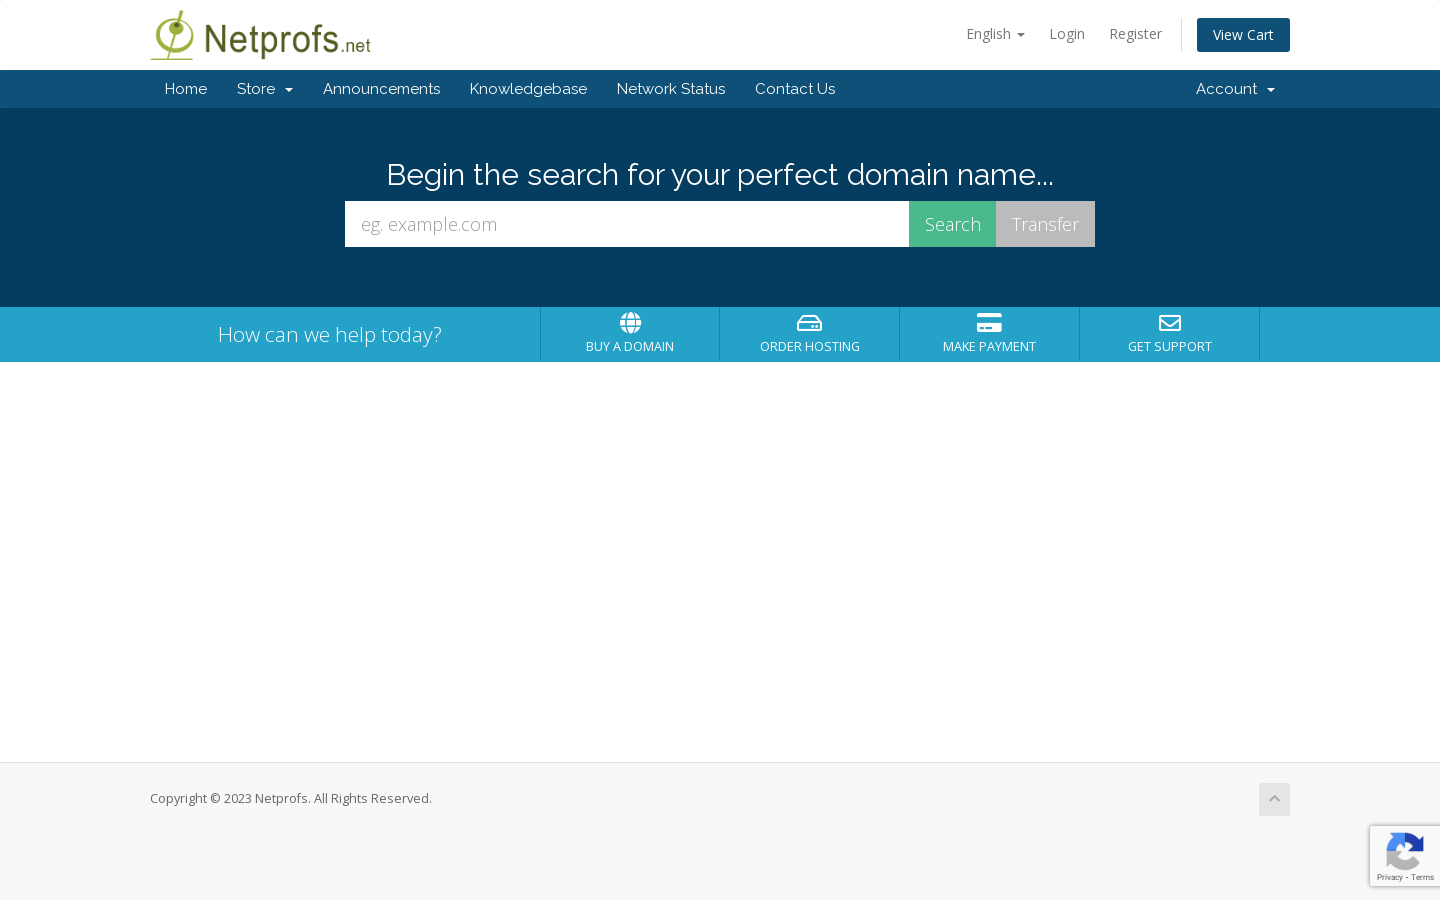 Netprofs.net
English
Login
Register
View Cart
Home
Store
Announcements
Knowledgebase
Network Status
Contact Us
Account
Begin the search for your perfect domain name...
eg. example.com
Search
Transfer
How can we help today?
BUY A DOMAIN
ORDER HOSTING
MAKE PAYMENT
GET SUPPORT
Copyright © 2023 Netprofs. All Rights Reserved.
Privacy - Terms